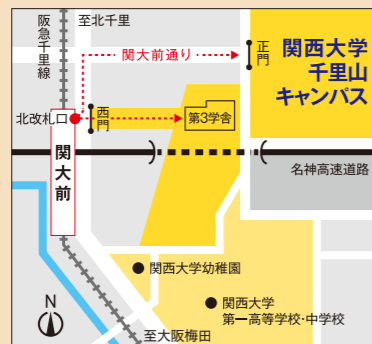 阪急千里線
至北千里
関大前通り
正門
関西大学
千里山
キャンパス
北改札口
西門
第3学舎
関大前
名神高速道路
関西大学幼稚園
関西大学
第一高等学校・中学校
N
至大阪梅田